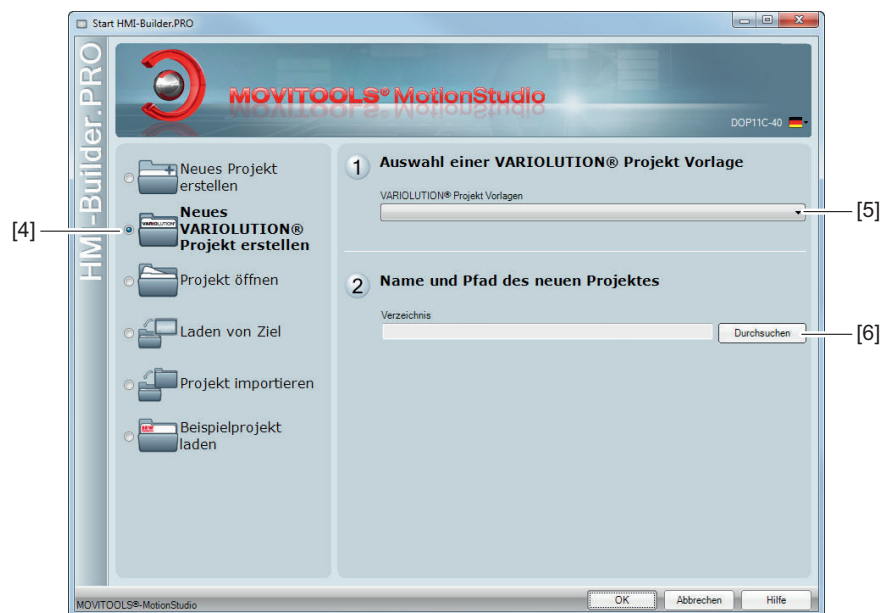 Start HMI-Builder.PRO
HMI-Builder.PRO
MOVITOOLS® MotionStudio
DOP11C-40
Neues Projekt
erstellen
[4]
Neues
VARIOLUTION®
Projekt erstellen
VARIOLUTION
Projekt öffnen
Laden von Ziel
Projekt importieren
Beispielprojekt
laden
1 Auswahl einer VARIOLUTION® Projekt Vorlage
VARIOLUTION® Projekt Vorlagen
[5]
2 Name und Pfad des neuen Projektes
Verzeichnis
Durchsuchen
[6]
MOVITOOLS®-MotionStudio
OK
Abbrechen
Hilfe